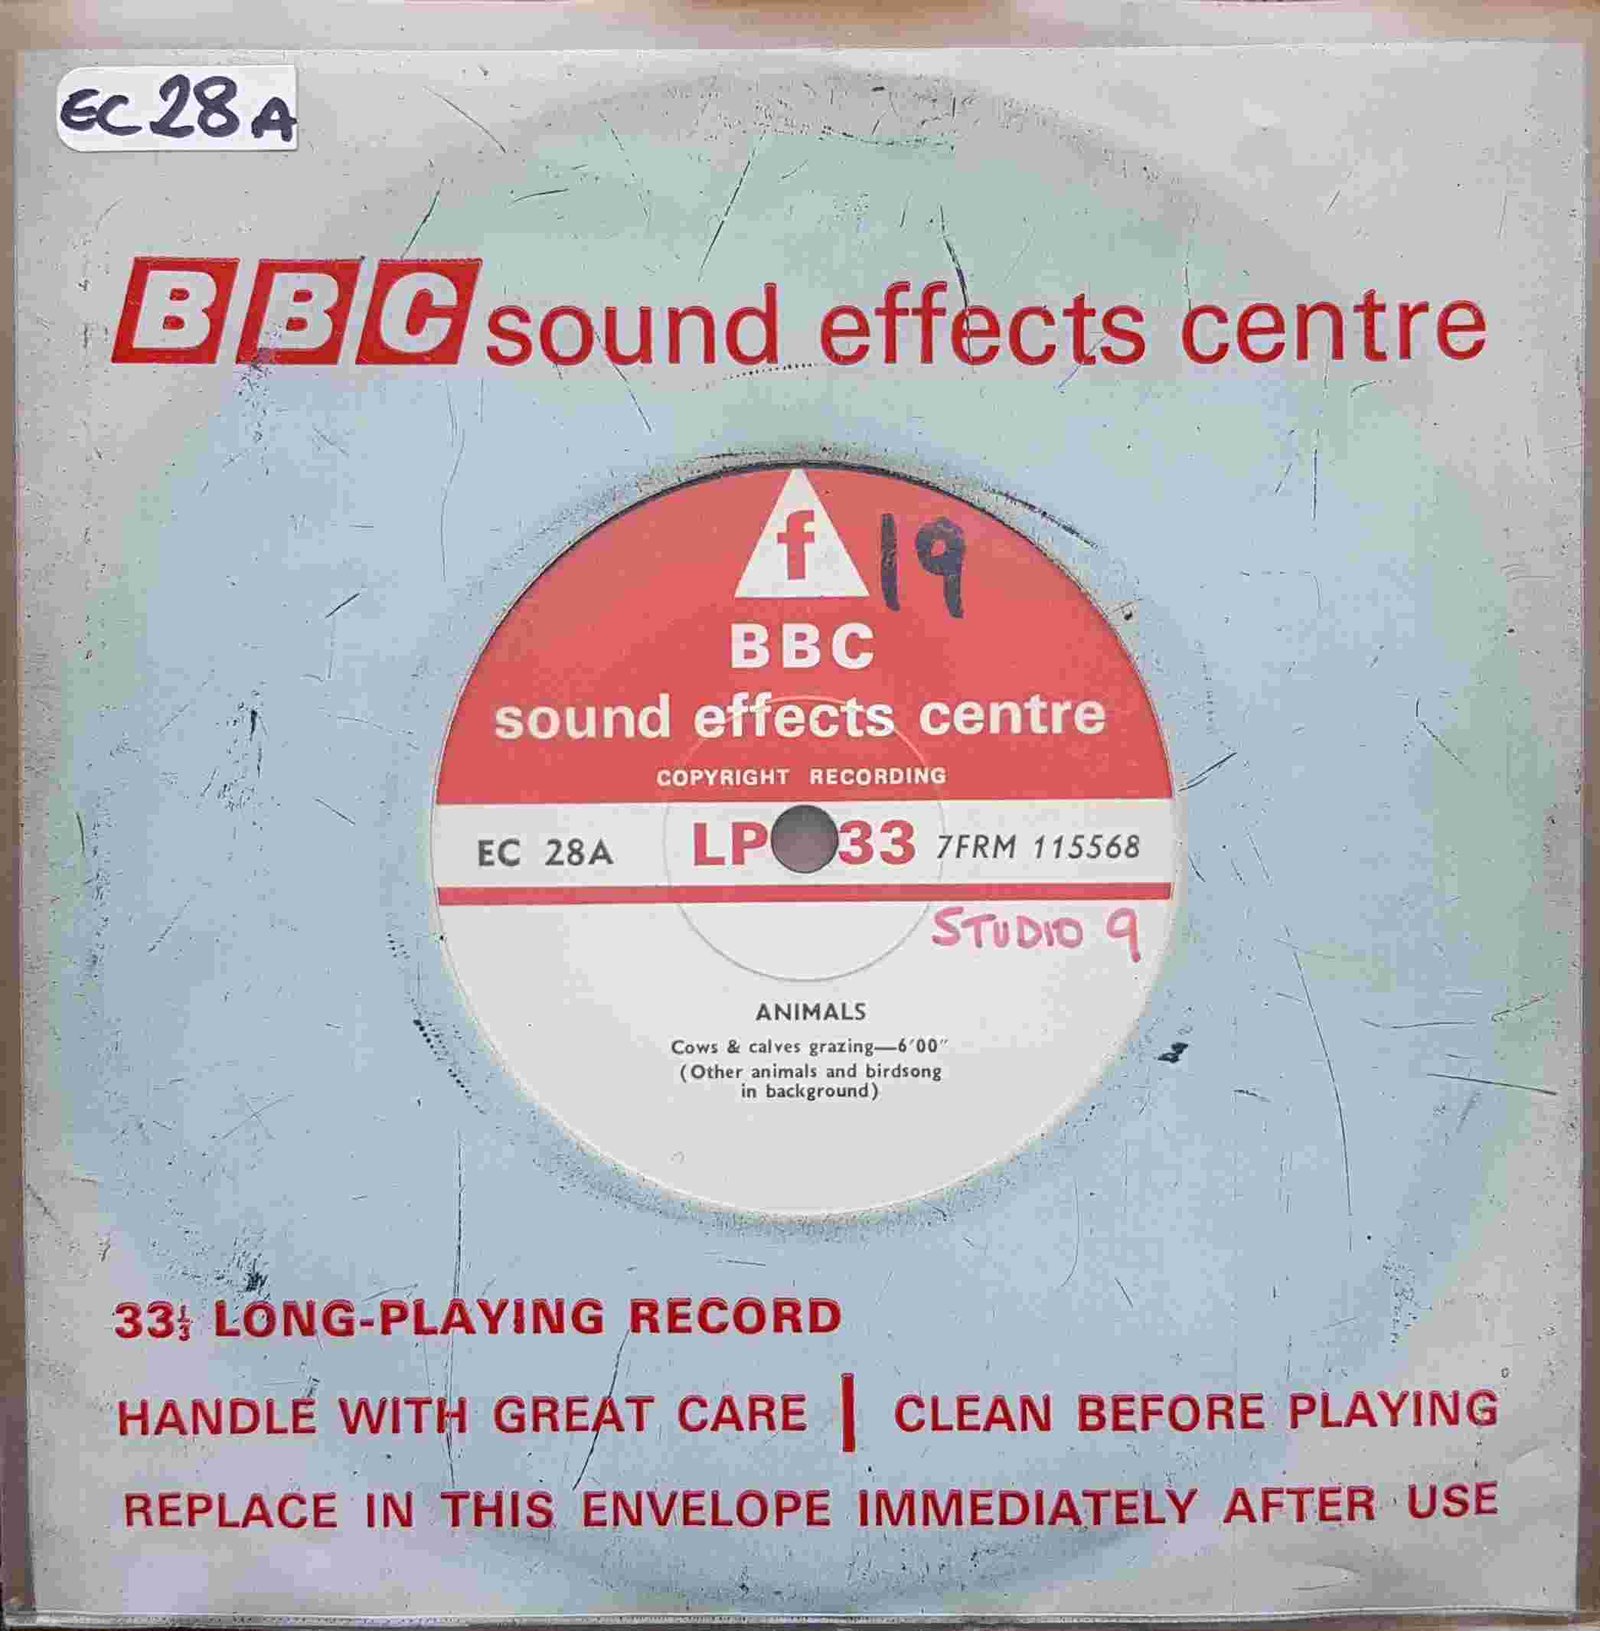 EC 28 A
BBC sound effects centre
f 19
BBC
sound effects centre
COPYRIGHT RECORDING
EC 28A LP 33 7FRM 115568
STUDIO 9
ANIMALS
Cows & calves grazing—6'00"
(Other animals and birdsong
in background)
33⅓ LONG-PLAYING RECORD
HANDLE WITH GREAT CARE | CLEAN BEFORE PLAYING
REPLACE IN THIS ENVELOPE IMMEDIATELY AFTER USE